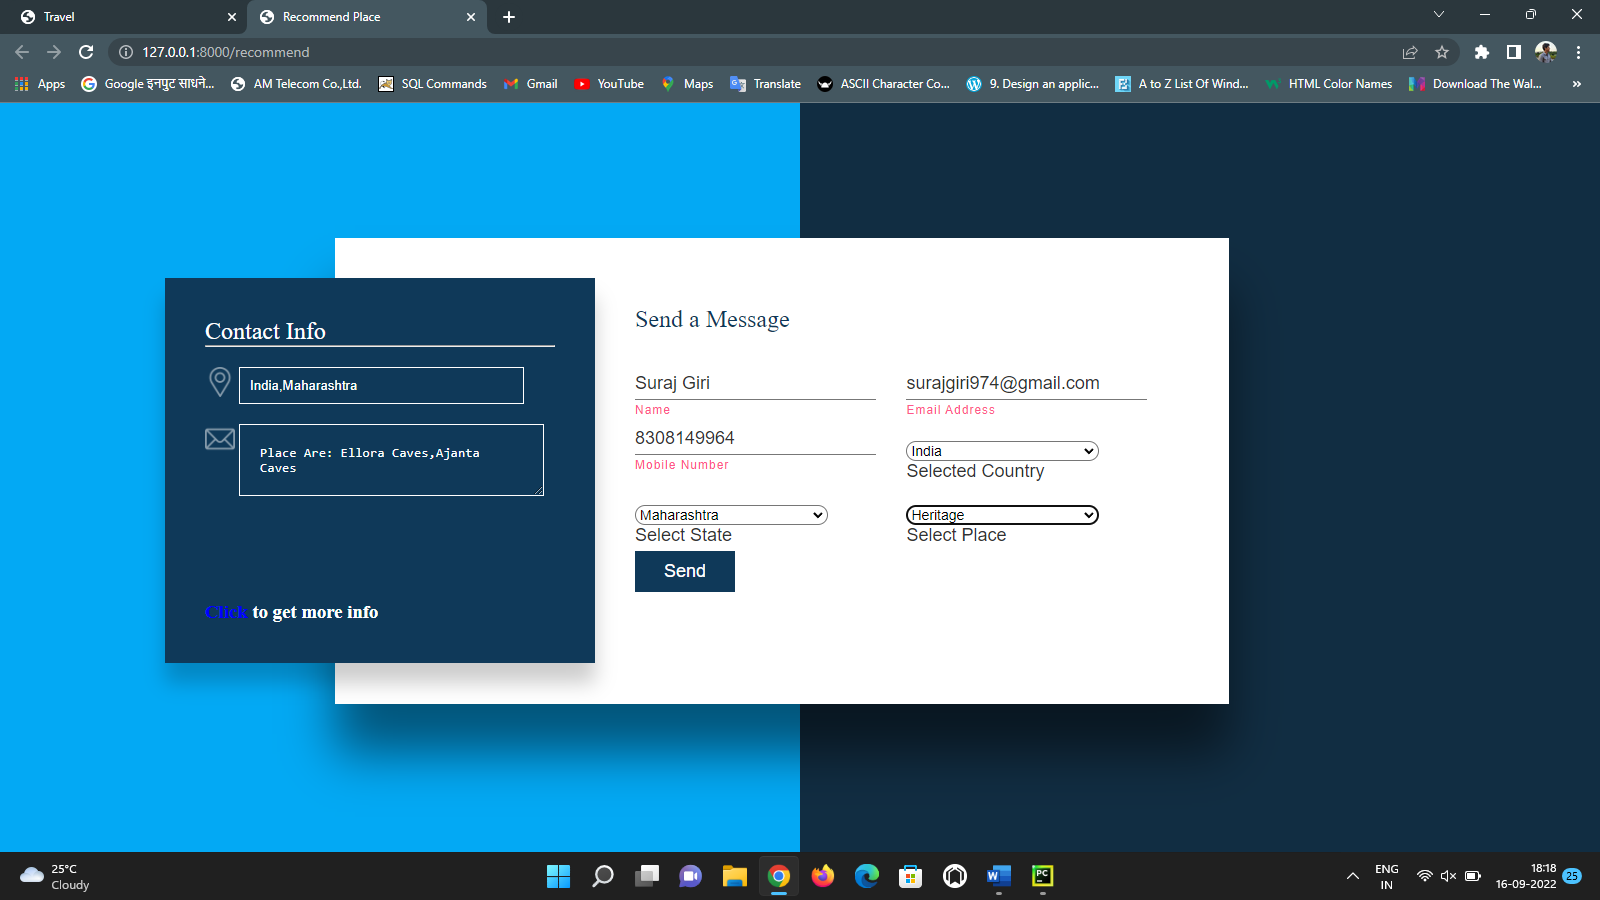 Travel
Recommend Place
127.0.0.1:8000/recommend
Apps
Google इनपुट साधने...
AM Telecom Co.,Ltd.
SQL Commands
Gmail
YouTube
Maps
Translate
ASCII Character Co...
9. Design an applic...
A to Z List Of Wind...
HTML Color Names
Download The Wal...
»
Contact Info
India,Maharashtra
Place Are: Ellora Caves,Ajanta
Caves
Click to get more info
Send a Message
Suraj Giri
surajgiri974@gmail.com
Name
Email Address
8308149964
India
Mobile Number
Selected Country
Maharashtra
Heritage
Select State
Select Place
Send
25°C
Cloudy
W
PC
ENG
IN
18:18
16-09-2022
25